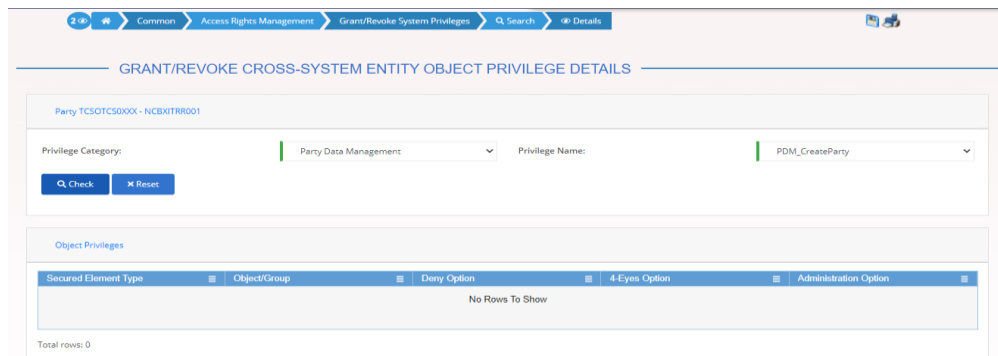 2 Common Access Rights Management Grant/Revoke System Privileges Search Details
GRANT/REVOKE CROSS-SYSTEM ENTITY OBJECT PRIVILEGE DETAILS
Party TCSOTCS0XXX - NCBXITRR001
Privilege Category: Party Data Management Privilege Name: PDM_CreateParty
Check Reset
Object Privileges
Secured Element Type Object/Group Deny Option 4-Eyes Option Administration Option
No Rows To Show
Total rows: 0